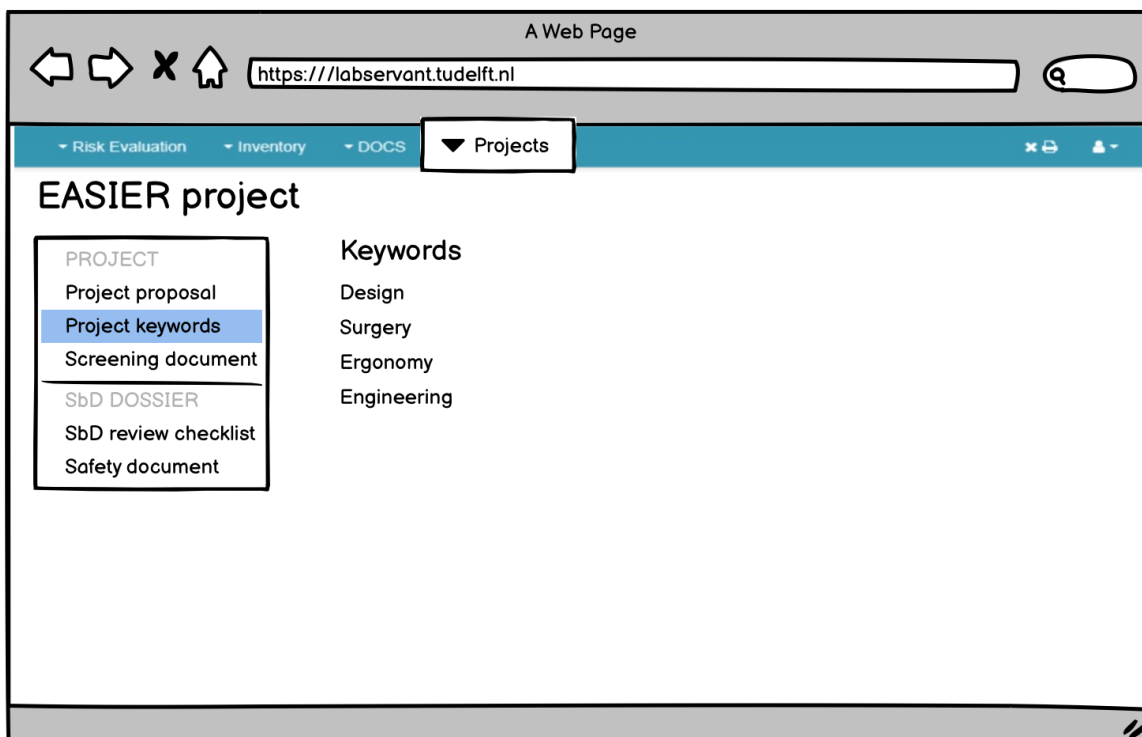 A Web Page
https:///labservant.tudelft.nl
Risk Evaluation Inventory DOCS Projects
EASIER project
PROJECT
Project proposal
Project keywords
Screening document
SbD DOSSIER
SbD review checklist
Safety document
Keywords
Design
Surgery
Ergonomy
Engineering